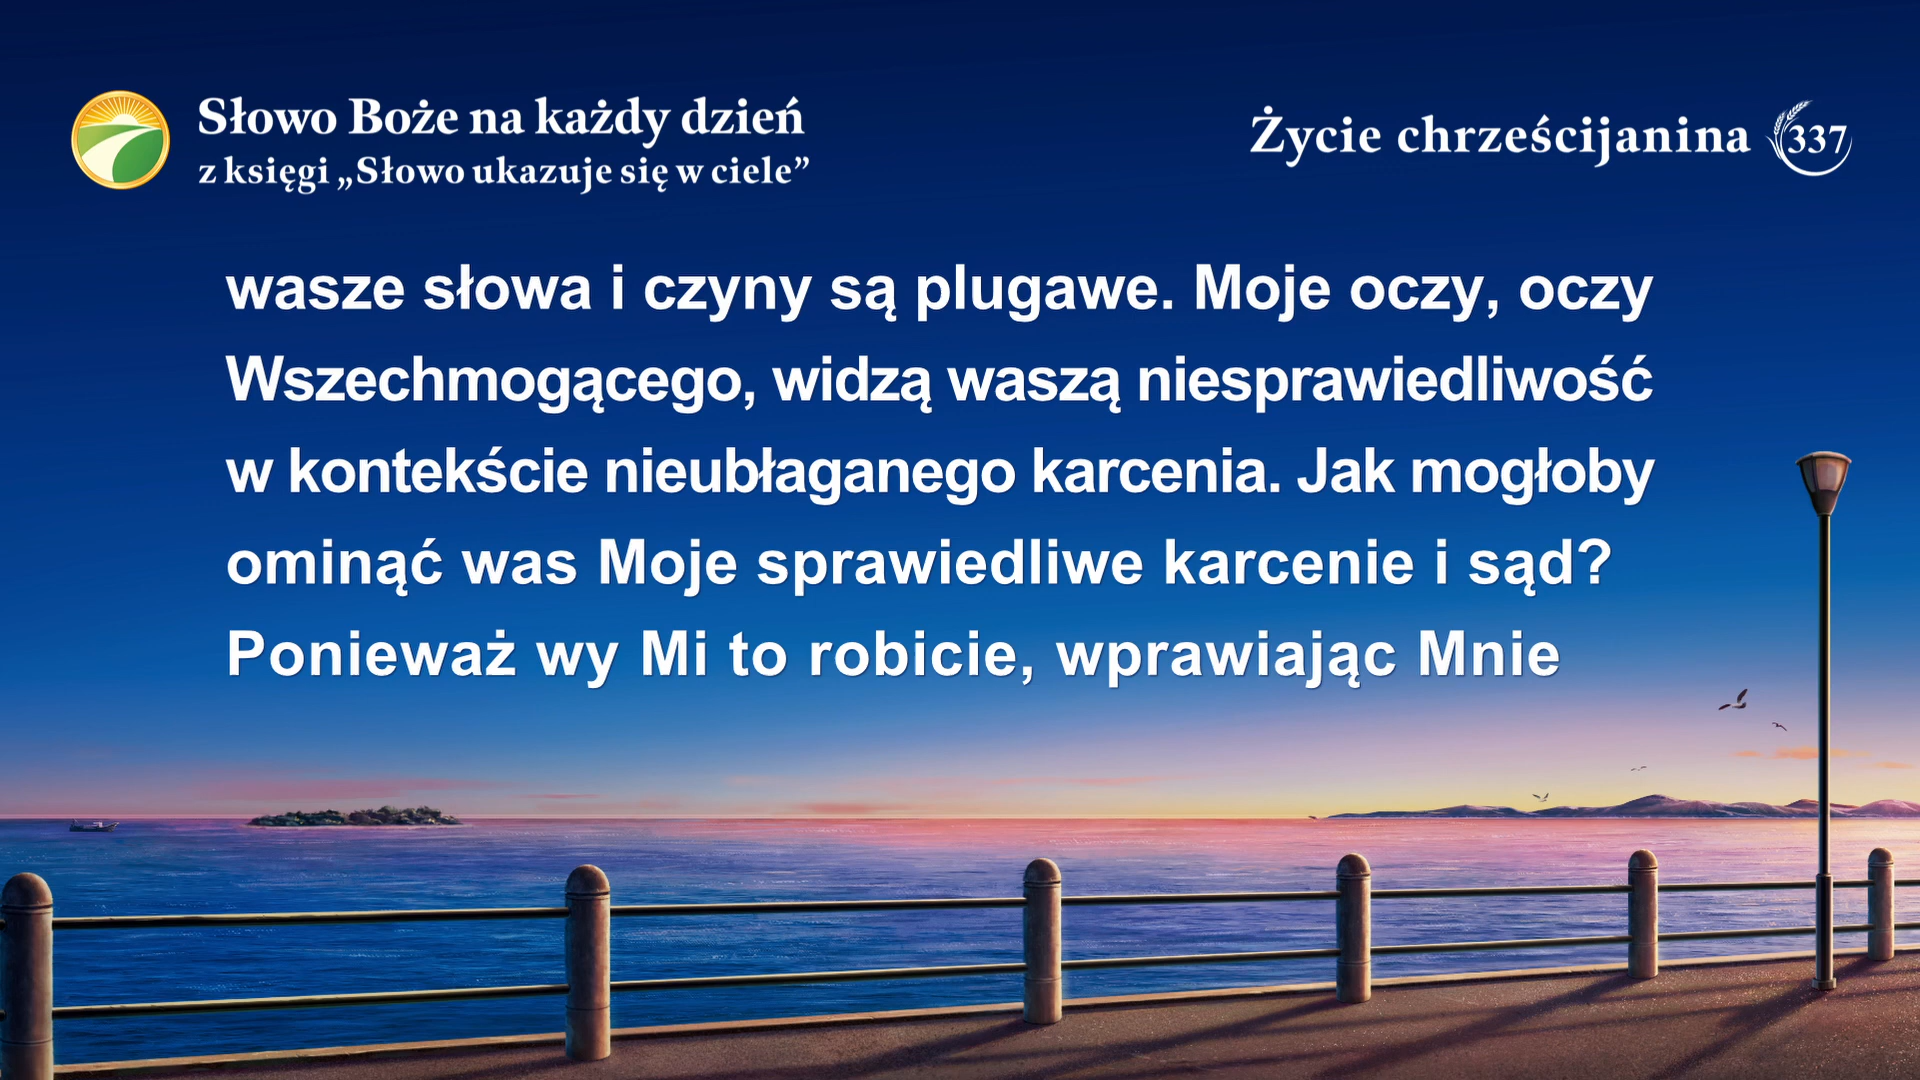 Słowo Boże na każdy dzień
z księgi „Słowo ukazuje się w ciele”
Życie chrześcijanina 337
wasze słowa i czyny są plugawe. Moje oczy, oczy
Wszechmogącego, widzą waszą niesprawiedliwość
w kontekście nieubłaganego karcenia. Jak mogłoby
ominąć was Moje sprawiedliwe karcenie i sąd?
Ponieważ wy Mi to robicie, wprawiając Mnie